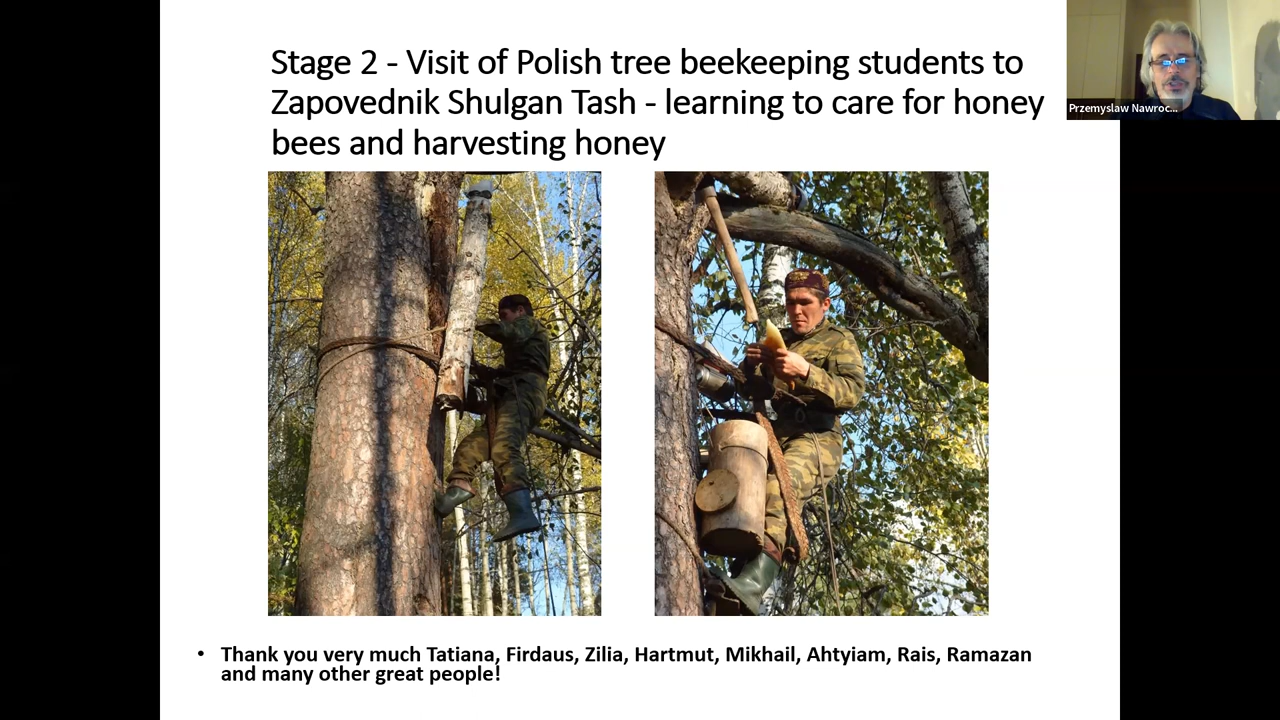 Stage 2 - Visit of Polish tree beekeeping students to
Zapovednik Shulgan Tash - learning to care for honey
bees and harvesting honey
Przemyslaw Nawroc...
• Thank you very much Tatiana, Firdaus, Zilia, Hartmut, Mikhail, Ahtyiam, Rais, Ramazan
and many other great people!